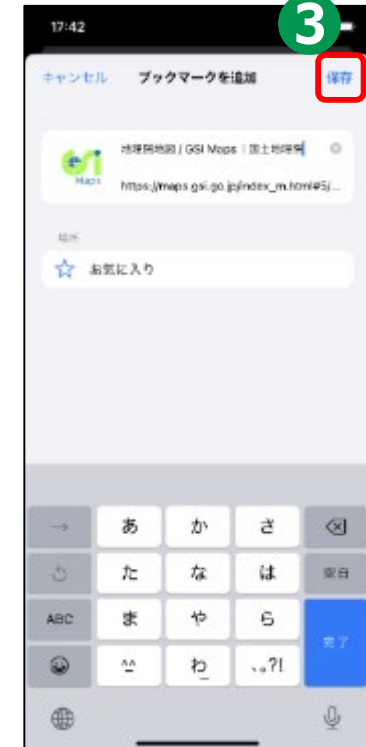 17:42
3
キャンセル ブックマークを追加 保存
地理院地図 / GSI Maps｜国土地理院
https://maps.gsi.go.jp/index_m.html#5/...
GSI Maps
場所
お気に入り
→ あ か さ
た な は 空白
ABC ま や ら
完了
^^ わ_ 、。?!